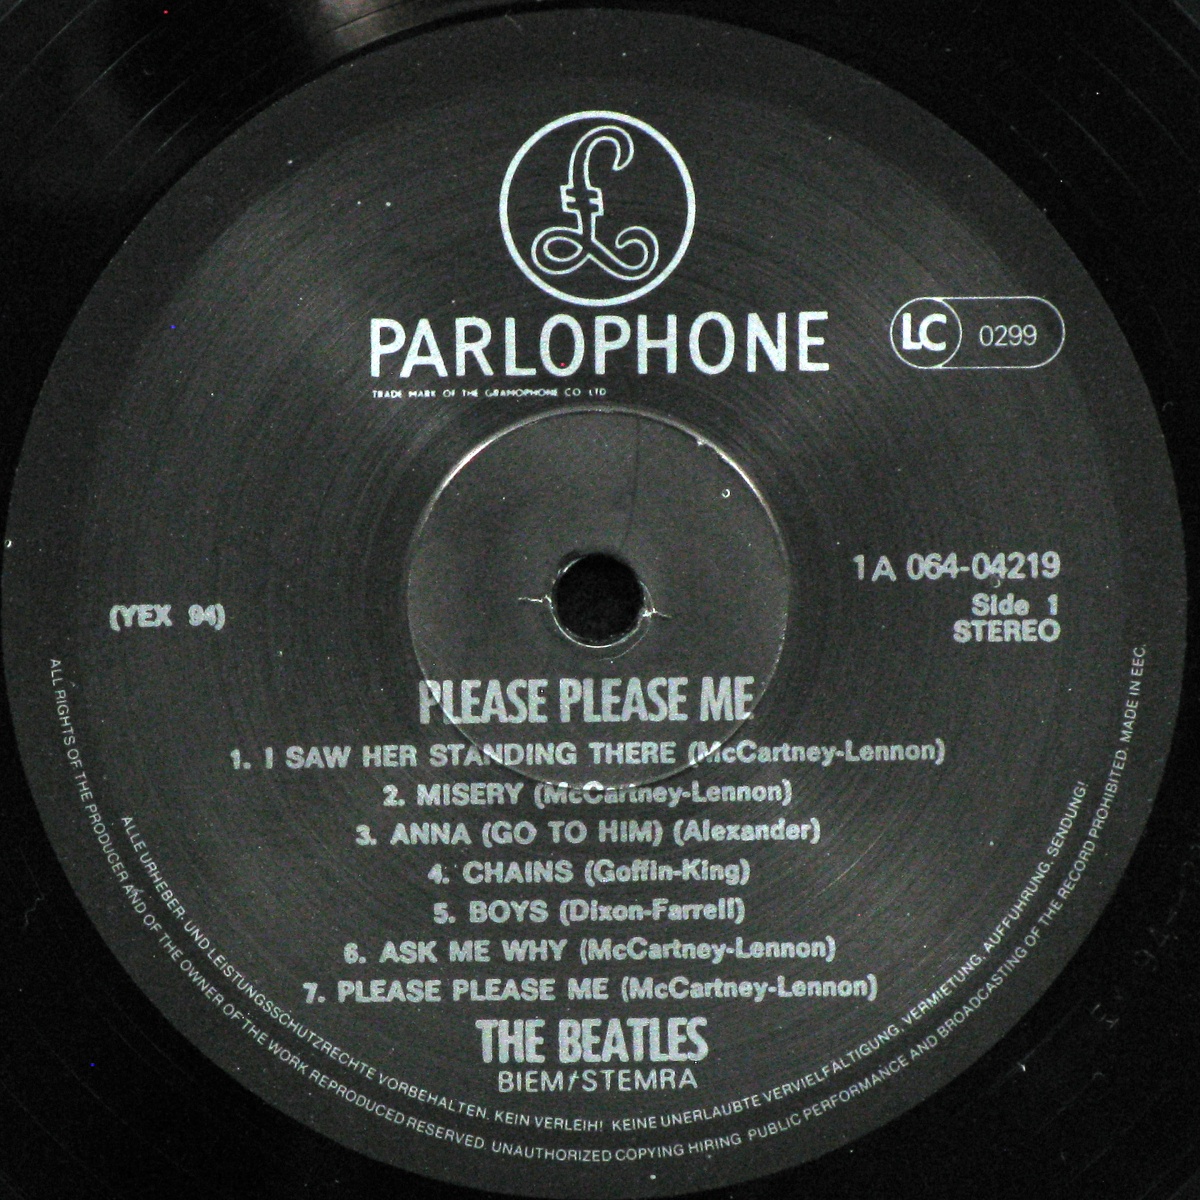 PARLOPHONE
TRADE MARK OF THE GRAMOPHONE CO LTD
LC 0299
1A 064-04219
Side 1
STEREO
(YEX 94)
PLEASE PLEASE ME
1. I SAW HER STANDING THERE (McCartney-Lennon)
2. MISERY (McCartney-Lennon)
3. ANNA (GO TO HIM) (Alexander)
4. CHAINS (Goffin-King)
5. BOYS (Dixon-Farrell)
6. ASK ME WHY (McCartney-Lennon)
7. PLEASE PLEASE ME (McCartney-Lennon)
THE BEATLES
BIEM/STEMRA
ALLE URHEBER. UND LEISTUNGSSCHUTZRECHTE VORBEHALTEN. KEIN VERLEIH! KEINE UNERLAUBTE VERVIELFÄLTIGUNG. VERMIETUNG. AUFFÜHRUNG. SENDUNG!
ALL RIGHTS OF THE PRODUCER AND OF THE OWNER OF THE WORK REPRODUCED RESERVED. UNAUTHORIZED COPYING HIRING PUBLIC PERFORMANCE AND BROADCASTING OF THE RECORD PROHIBITED. MADE IN EEC.